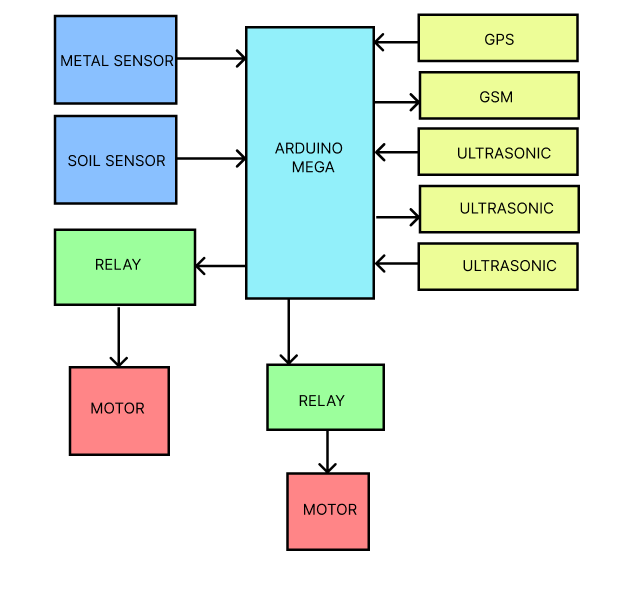 METAL SENSOR
SOIL SENSOR
RELAY
MOTOR
ARDUINO
MEGA
RELAY
MOTOR
GPS
GSM
ULTRASONIC
ULTRASONIC
ULTRASONIC